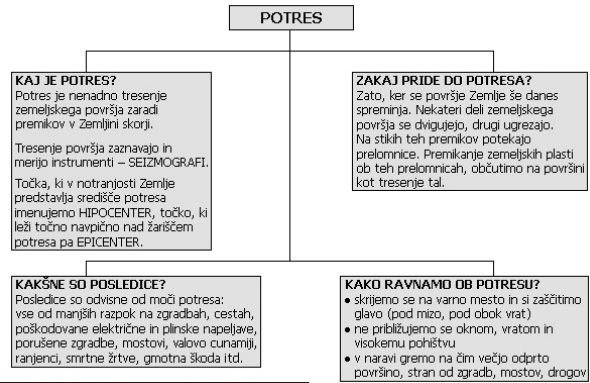 POTRES
KAJ JE POTRES?
Potres je nenadno tresenje
zemeljskega površja zaradi
premikov v Zemljini skorji.
Tresenje površja zaznavajo in
merijo instrumenti – SEIZMOGRAFI.
Točka, ki v notranjosti Zemlje
predstavlja središče potresa
imenujemo HIPOCENTER, točko, ki
leži točno navpično nad žariščem
potresa pa EPICENTER.
ZAKAJ PRIDE DO POTRESA?
Zato, ker se površje Zemlje še danes
spreminja. Nekateri deli zemeljskega
površja se dvigujejo, drugi ugrezajo.
Na stikih teh premikov potekajo
prelomnice. Premikanje zemeljskih plasti
ob teh prelomnicah, občutimo na površini
kot tresenje tal.
KAKŠNE SO POSLEDICE?
Posledice so odvisne od moči potresa:
vse od manjših razpok na zgradbah, cestah,
poškodovane električne in plinske napeljave,
porušene zgradbe, mostovi, valovo cunamiji,
ranjenci, smrtne žrtve, gmotna škoda itd.
KAKO RAVNAMO OB POTRESU?
● skrijemo se na varno mesto in si zaščitimo
glavo (pod mizo, pod obok vrat)
● ne približujemo se oknom, vratom in
visokemu pohištvu
● v naravi gremo na čim večjo odprto
površino, stran od zgradb, mostov, drogov